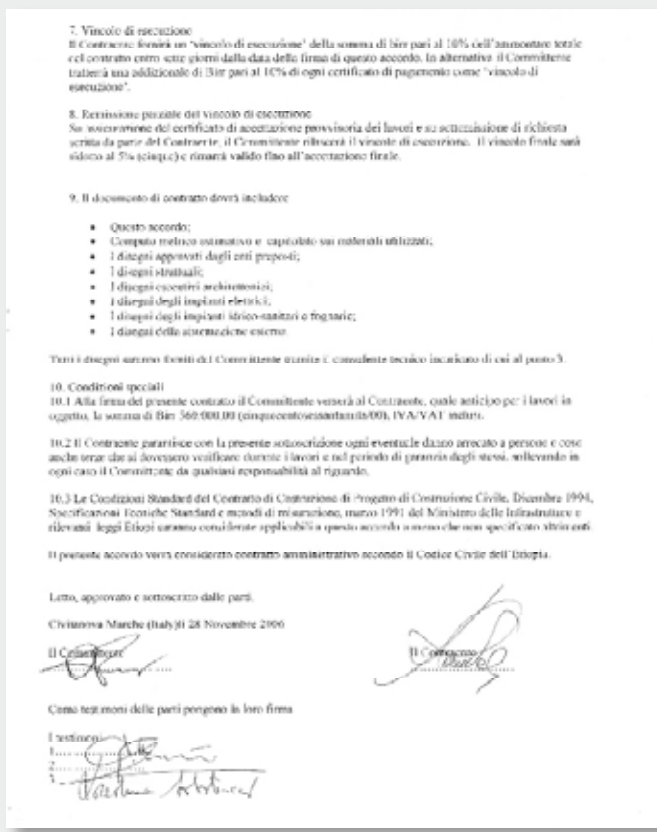 7. Vincolo di esecuzione
Il Contraente fornirà un "vincolo di esecuzione" della somma di birr pari al 10% dell'ammontare totale
del contratto entro sette giorni dalla data della firma di questo accordo. In alternativa il Committente
tratterrà una addizionale di Birr pari al 10% di ogni certificato di pagamento come "vincolo di
esecuzione".
8. Remissione parziale del vincolo di esecuzione
Su del certificato di accettazione provvisoria dei lavori e su sottomissione di richiesta
scritta da parte del Contraente, il Committente rilascerà il vincolo di esecuzione. Il vincolo finale sarà
ridotto al 5% (cinque) e rimarrà valido fino all'accettazione finale.
9. Il documento di contratto dovrà includere
• Questo accordo;
• Computo metrico estimativo e capitolato sui materiali utilizzati;
• I disegni approvati dagli enti preposti;
• I disegni strutturali;
• I disegni esecutivi architettonici;
• I disegni degli impianti elettrici;
• I disegni degli impianti idrico-sanitari e fognarie;
• I disegni della sistemazione esterna.
Tutti i disegni saranno forniti dal Committente tramite il consulente tecnico incaricato di cui al punto 3.
10. Condizioni speciali
10.1 Alla firma del presente contratto il Committente verserà al Contraente, quale anticipo per i lavori in
oggetto, la somma di Birr 560.000,00 (cinquecentosessantamila/00), IVA/VAT inclusa.
10.2 Il Contraente garantisce con la presente sottoscrizione ogni eventuale danno arrecato a persone e cose
anche terze che si dovessero verificare durante i lavori e nel periodo di garanzia degli stessi, sollevando in
ogni caso il Committente da qualsiasi responsabilità al riguardo.
10.3 Le Condizioni Standard del Contratto di Costruzione di Progetto di Costruzione Civile, Dicembre 1994,
Specificazioni Tecniche Standard e metodi di misurazione, marzo 1991 del Ministero delle Infrastrutture e
rilevanti leggi Etiopi saranno considerate applicabili a questo accordo a meno che non specificato altrimenti.
Il presente accordo verrà considerato contratto amministrativo secondo il Codice Civile dell'Etiopia.
Letto, approvato e sottoscritto dalle parti.
Civitanova Marche (Italy) li 28 Novembre 2006
Il Committente
Il Contraente
Come testimoni delle parti pongono la loro firma
I testimoni
1
2
3